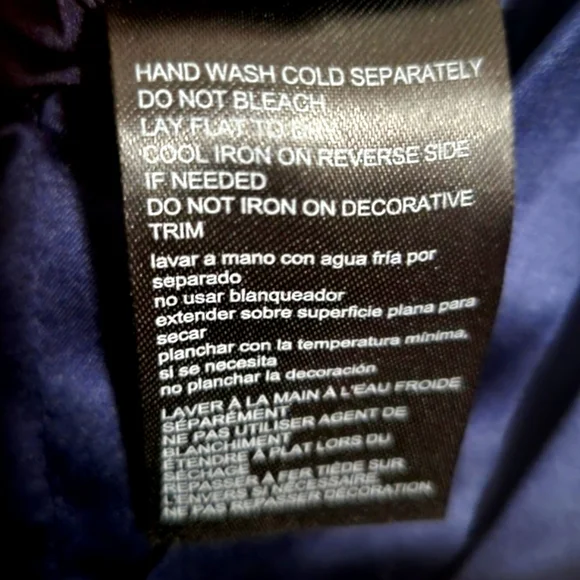 HAND WASH COLD SEPARATELY
DO NOT BLEACH
LAY FLAT TO DRY
COOL IRON ON REVERSE SIDE
IF NEEDED
DO NOT IRON ON DECORATIVE
TRIM
lavar a mano con agua fría por
separado
no usar blanqueador
extender sobre superficie plana para
secar
planchar con la temperatura mínima,
si se necesita
no planchar la decoración
LAVER À LA MAIN À L'EAU FROIDE
SÉPARÉMENT
NE PAS UTILISER AGENT DE
BLANCHIMENT
ÉTENDRE À PLAT LORS DU
SÉCHAGE
REPASSER À FER TIÈDE SUR
L'ENVERS SI NÉCESSAIRE
NE PAS REPASSER DÉCORATION